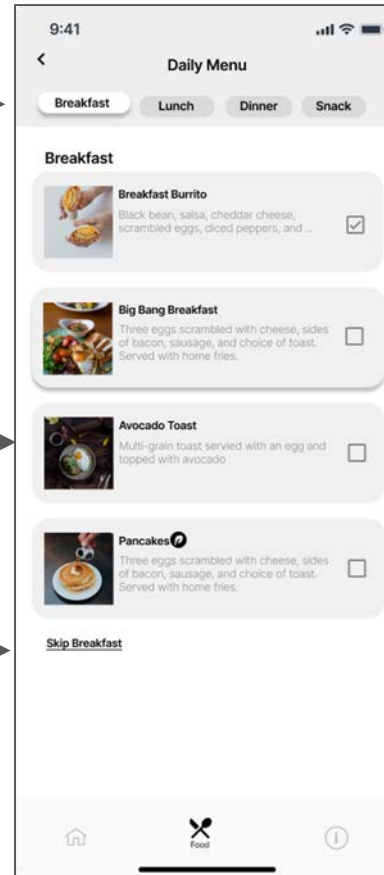 9:41
Daily Menu
Breakfast Lunch Dinner Snack
Breakfast
Breakfast Burrito
Black bean, salsa, cheddar cheese,
scrambled eggs, diced peppers, and ...
Big Bang Breakfast
Three eggs scrambled with cheese, sides
of bacon, sausage, and choice of toast.
Served with home fries.
Avocado Toast
Multi-grain toast servied with an egg and
topped with avocado
Pancakes
Three eggs scrambled with cheese, sides
of bacon, sausage, and choice of toast.
Served with home fries.
Skip Breakfast
Food